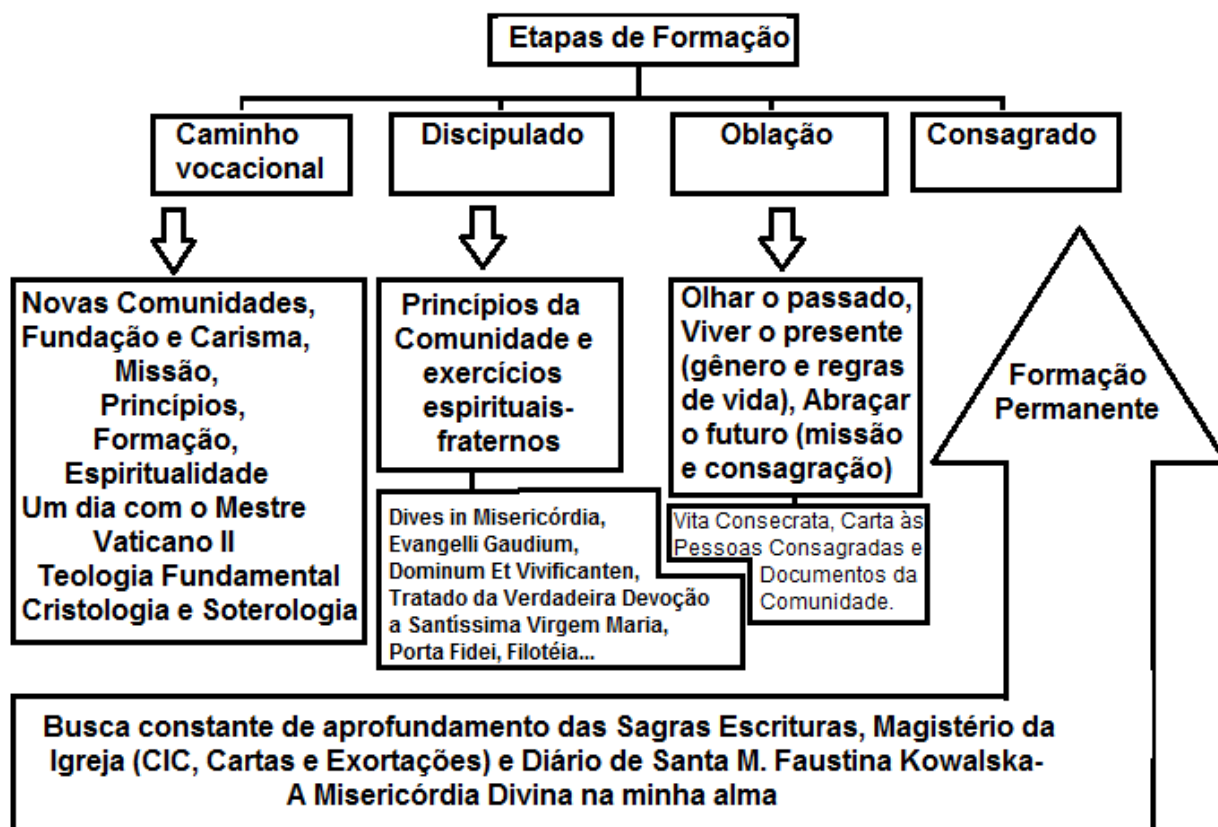 Etapas de Formação
Caminho
vocacional
Discipulado
Oblação
Consagrado
Novas Comunidades,
Fundação e Carisma,
Missão,
Princípios,
Formação,
Espiritualidade
Um dia com o Mestre
Vaticano II
Teologia Fundamental
Cristologia e Soterologia
Princípios da
Comunidade e
exercícios
espirituais-
fraternos
Dives in Misericórdia,
Evangelli Gaudium,
Dominum Et Vivificanten,
Tratado da Verdadeira Devoção
a Santíssima Virgem Maria,
Porta Fidei, Filotéia...
Olhar o passado,
Viver o presente
(gênero e regras
de vida), Abraçar
o futuro (missão
e consagração)
Vita Consecrata, Carta às
Pessoas Consagradas e
Documentos da
Comunidade.
Formação
Permanente
Busca constante de aprofundamento das Sagras Escrituras, Magistério da
Igreja (CIC, Cartas e Exortações) e Diário de Santa M. Faustina Kowalska-
A Misericórdia Divina na minha alma